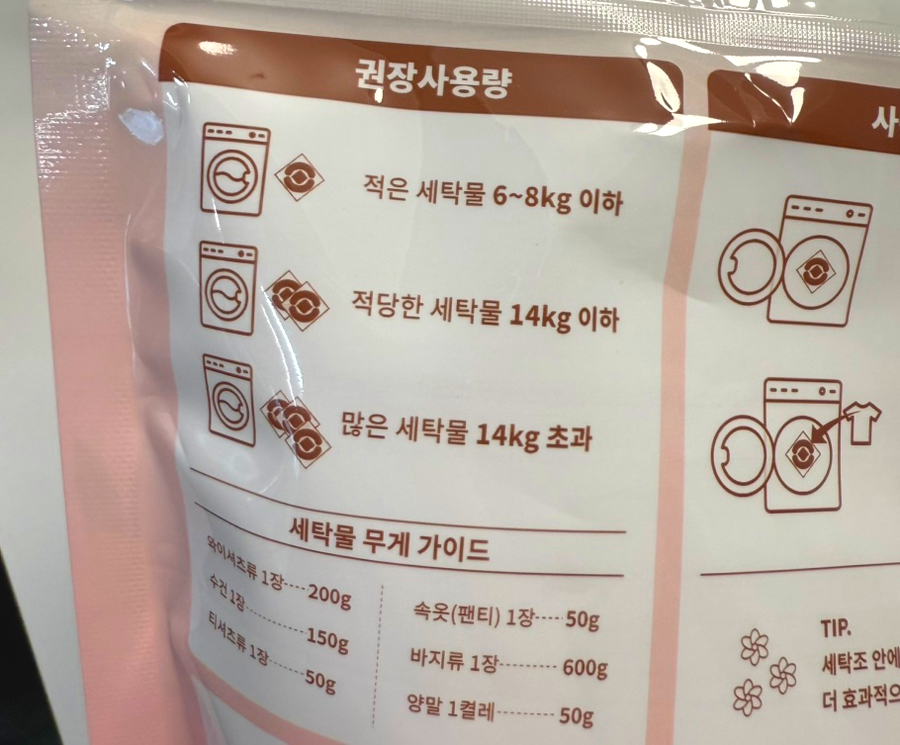 권장사용량
적은 세탁물 6~8kg 이하
적당한 세탁물 14kg 이하
많은 세탁물 14kg 초과
세탁물 무게 가이드
와이셔츠류 1장----200g
수건 1장---------150g
티셔츠류 1장------50g
속옷(팬티) 1장----50g
바지류 1장---------600g
양말 1켤레---------50g
사
TIP.
세탁조 안에
더 효과적으